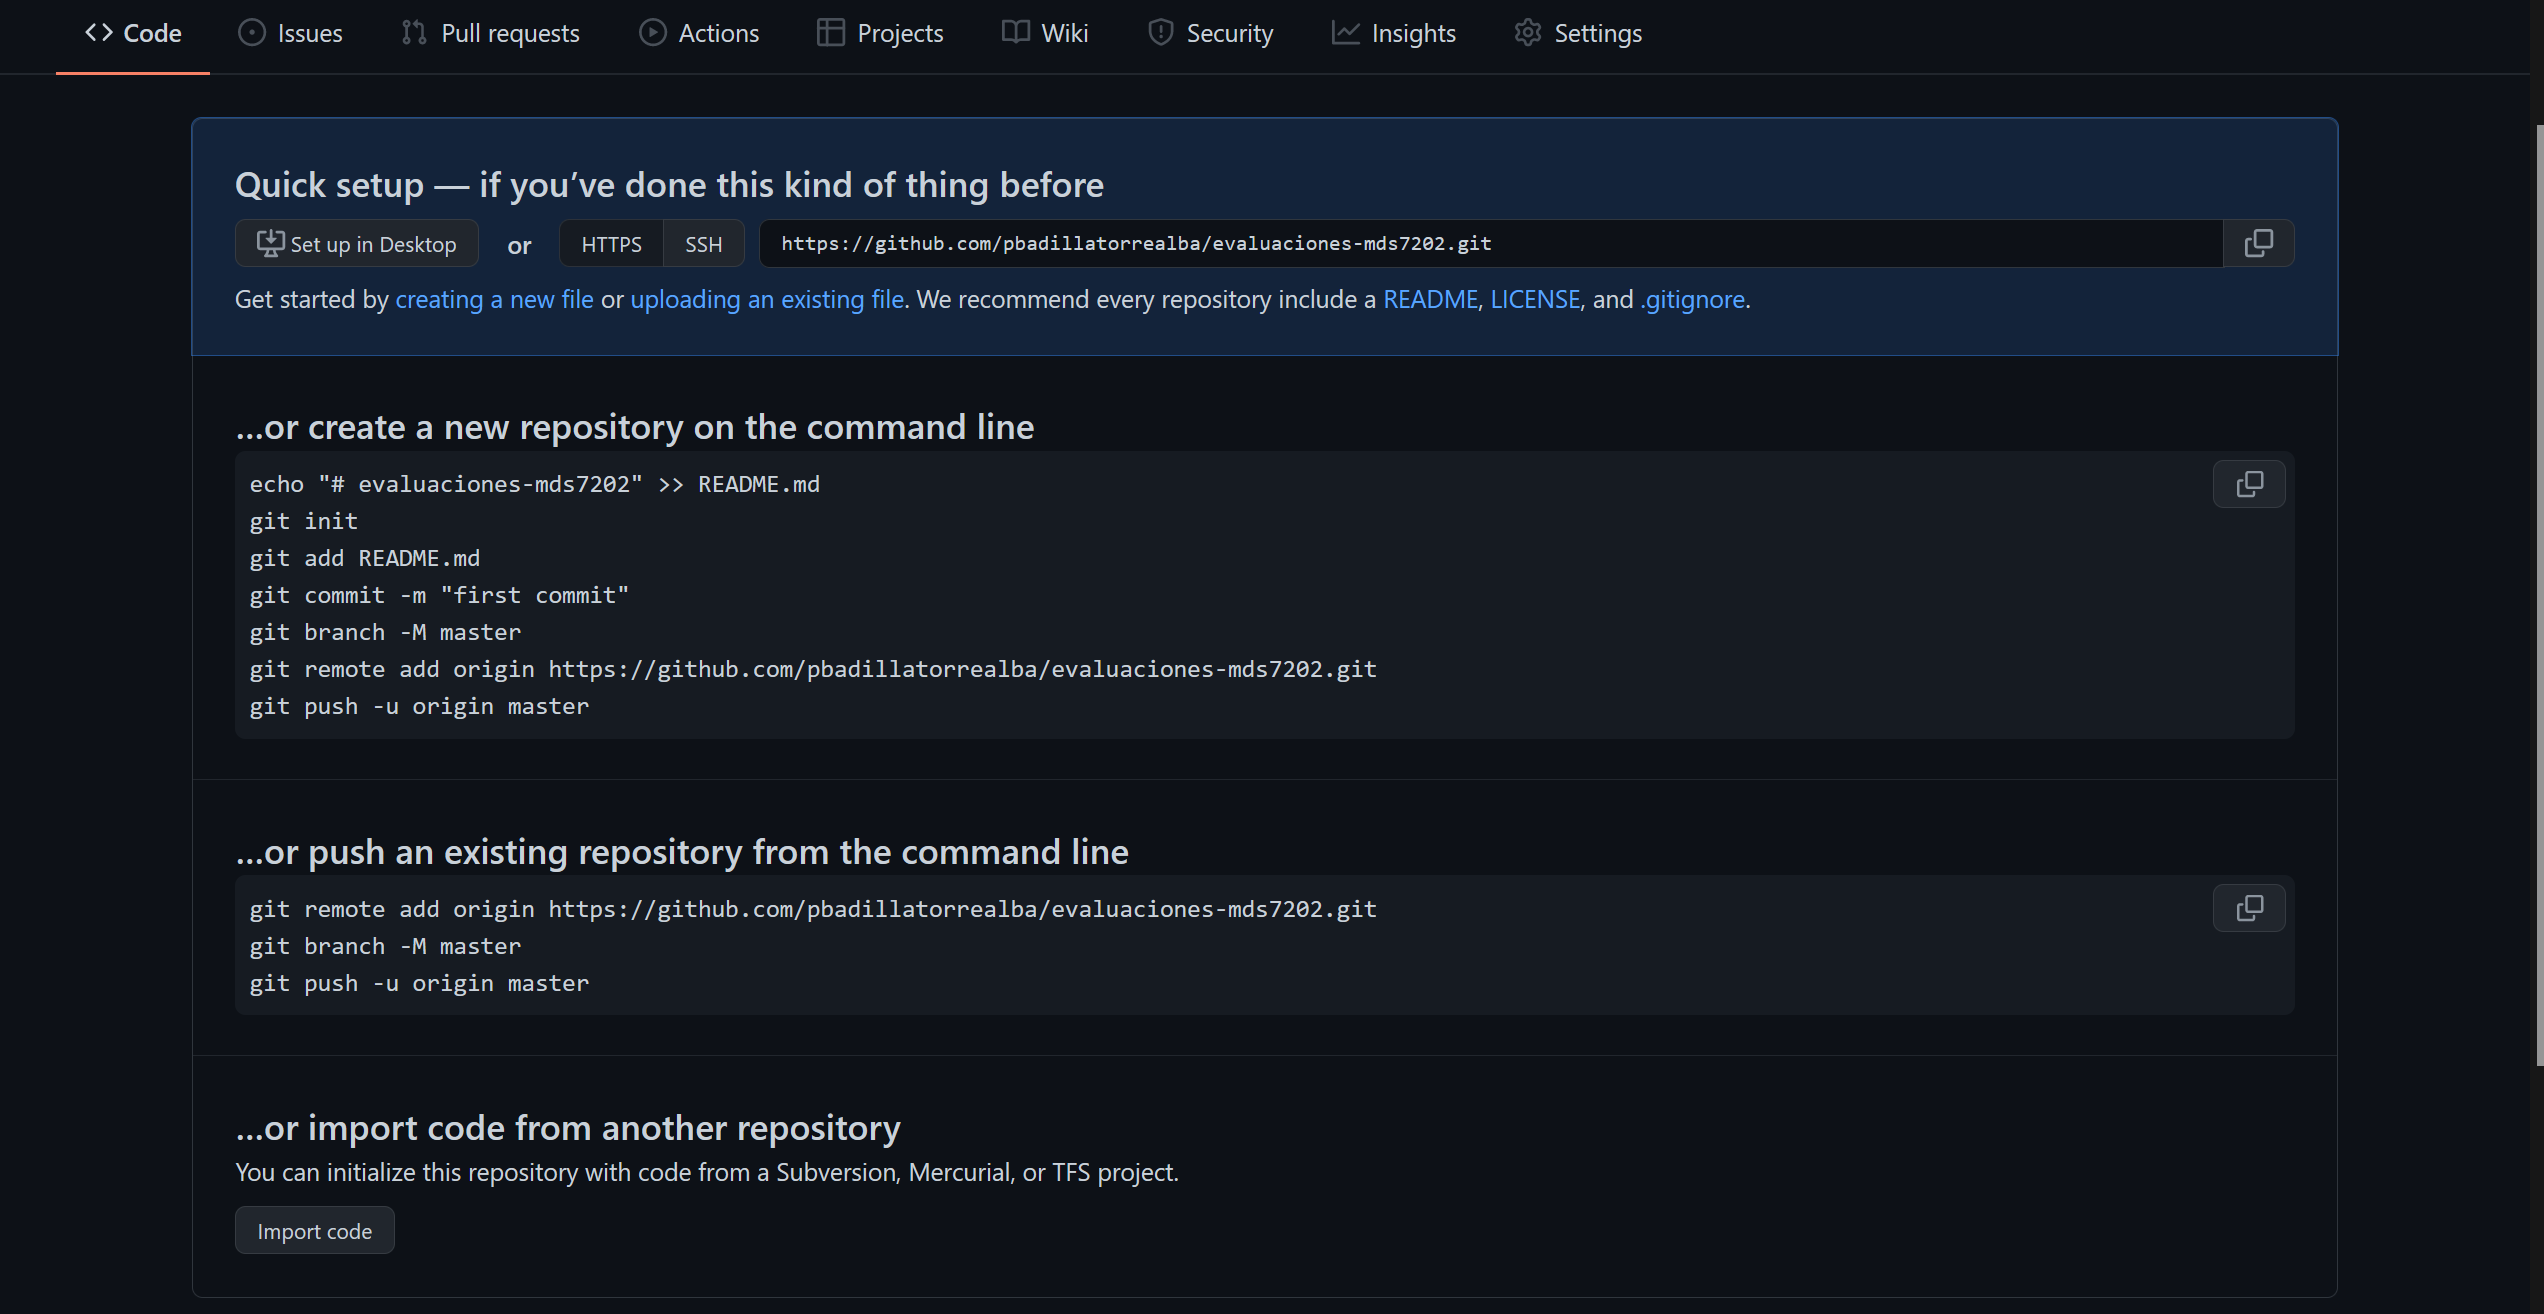 Code Issues Pull requests Actions Projects Wiki Security Insights Settings
Quick setup — if you’ve done this kind of thing before
Set up in Desktop or HTTPS SSH https://github.com/pbadillatorrealba/evaluaciones-mds7202.git
Get started by creating a new file or uploading an existing file. We recommend every repository include a README, LICENSE, and .gitignore.
…or create a new repository on the command line
echo "# evaluaciones-mds7202" >> README.md
git init
git add README.md
git commit -m "first commit"
git branch -M master
git remote add origin https://github.com/pbadillatorrealba/evaluaciones-mds7202.git
git push -u origin master
…or push an existing repository from the command line
git remote add origin https://github.com/pbadillatorrealba/evaluaciones-mds7202.git
git branch -M master
git push -u origin master
…or import code from another repository
You can initialize this repository with code from a Subversion, Mercurial, or TFS project.
Import code